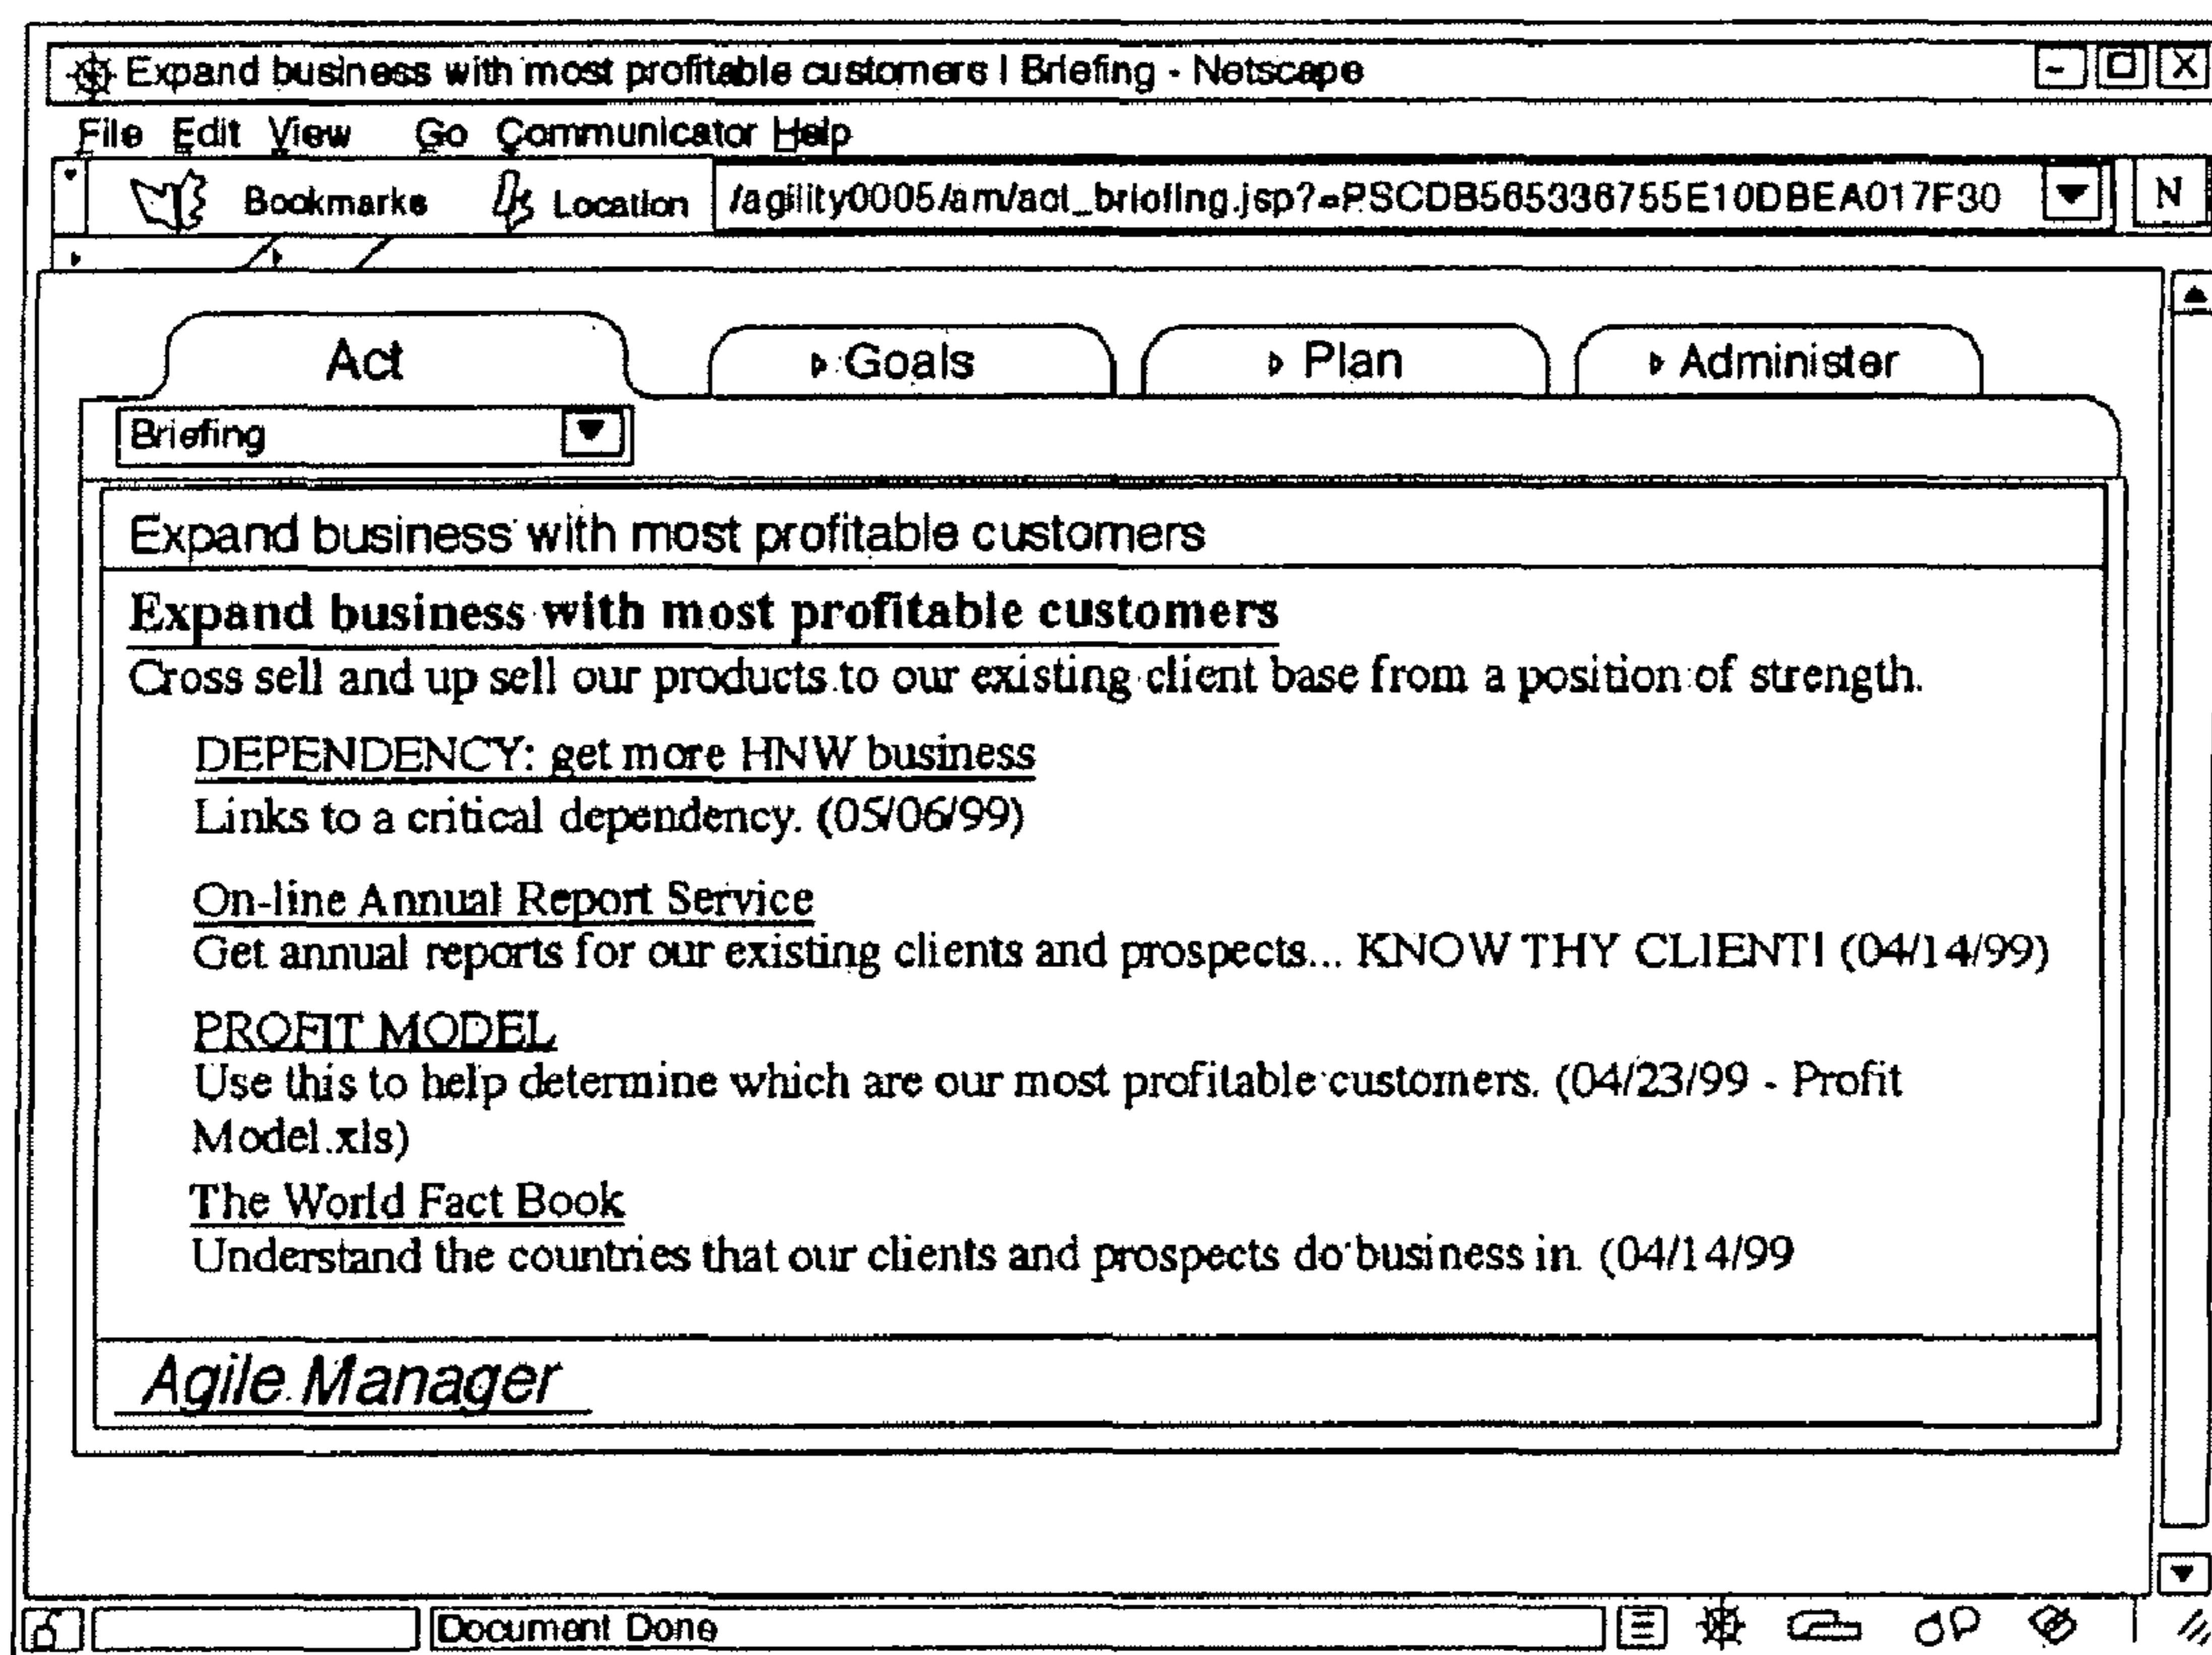 Expand business with most profitable customers | Briefing - Netscape
File Edit View Go Communicator Help
Bookmarks Location /agility0005/am/act_briefing.jsp?=PSCDB565336755E10DBEA017F30 N
Act Goals Plan Administer
Briefing
Expand business with most profitable customers
Expand business with most profitable customers
Cross sell and up sell our products to our existing client base from a position of strength.
DEPENDENCY: get more HNW business
Links to a critical dependency. (05/06/99)
On-line Annual Report Service
Get annual reports for our existing clients and prospects... KNOW THY CLIENT! (04/14/99)
PROFIT MODEL
Use this to help determine which are our most profitable customers. (04/23/99 - Profit
Model.xls)
The World Fact Book
Understand the countries that our clients and prospects do business in. (04/14/99
Agile Manager
Document Done